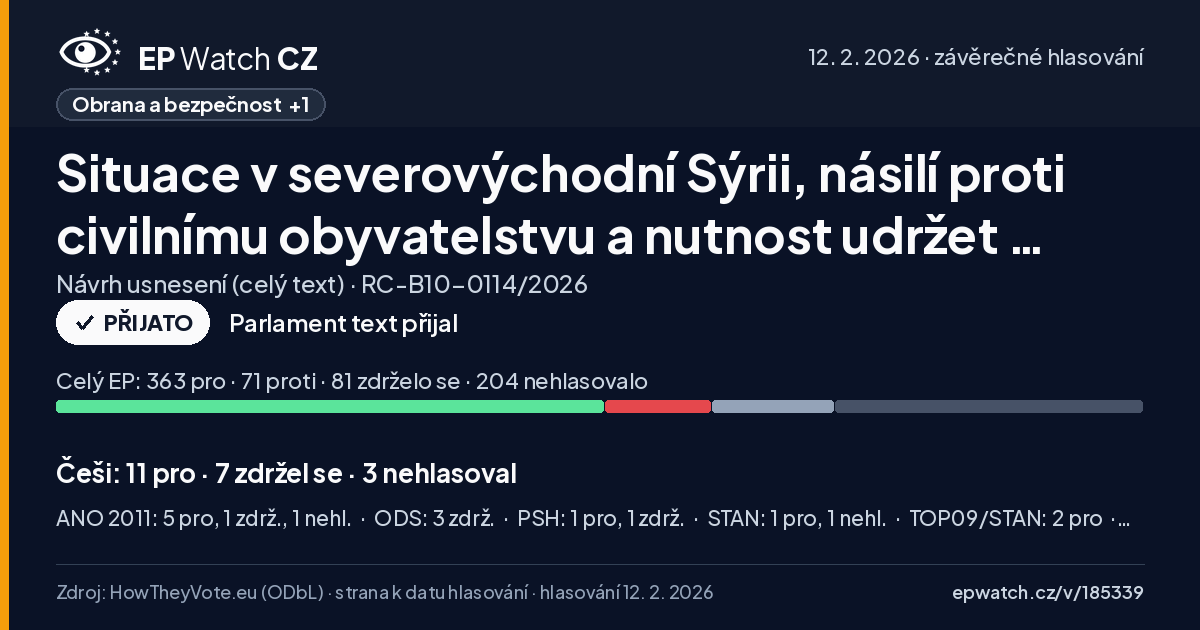 EP Watch CZ
12. 2. 2026 · závěrečné hlasování
Obrana a bezpečnost +1
Situace v severovýchodní Sýrii, násilí proti
civilnímu obyvatelstvu a nutnost udržet …
Návrh usnesení (celý text) · RC-B10-0114/2026
✓ PŘIJATO Parlament text přijal
Celý EP: 363 pro · 71 proti · 81 zdrželo se · 204 nehlasovalo
Češi: 11 pro · 7 zdržel se · 3 nehlasoval
ANO 2011: 5 pro, 1 zdrž., 1 nehl. · ODS: 3 zdrž. · PSH: 1 pro, 1 zdrž. · STAN: 1 pro, 1 nehl. · TOP09/STAN: 2 pro ·…
Zdroj: HowTheyVote.eu (ODbL) · strana k datu hlasování · hlasování 12. 2. 2026
epwatch.cz/v/185339